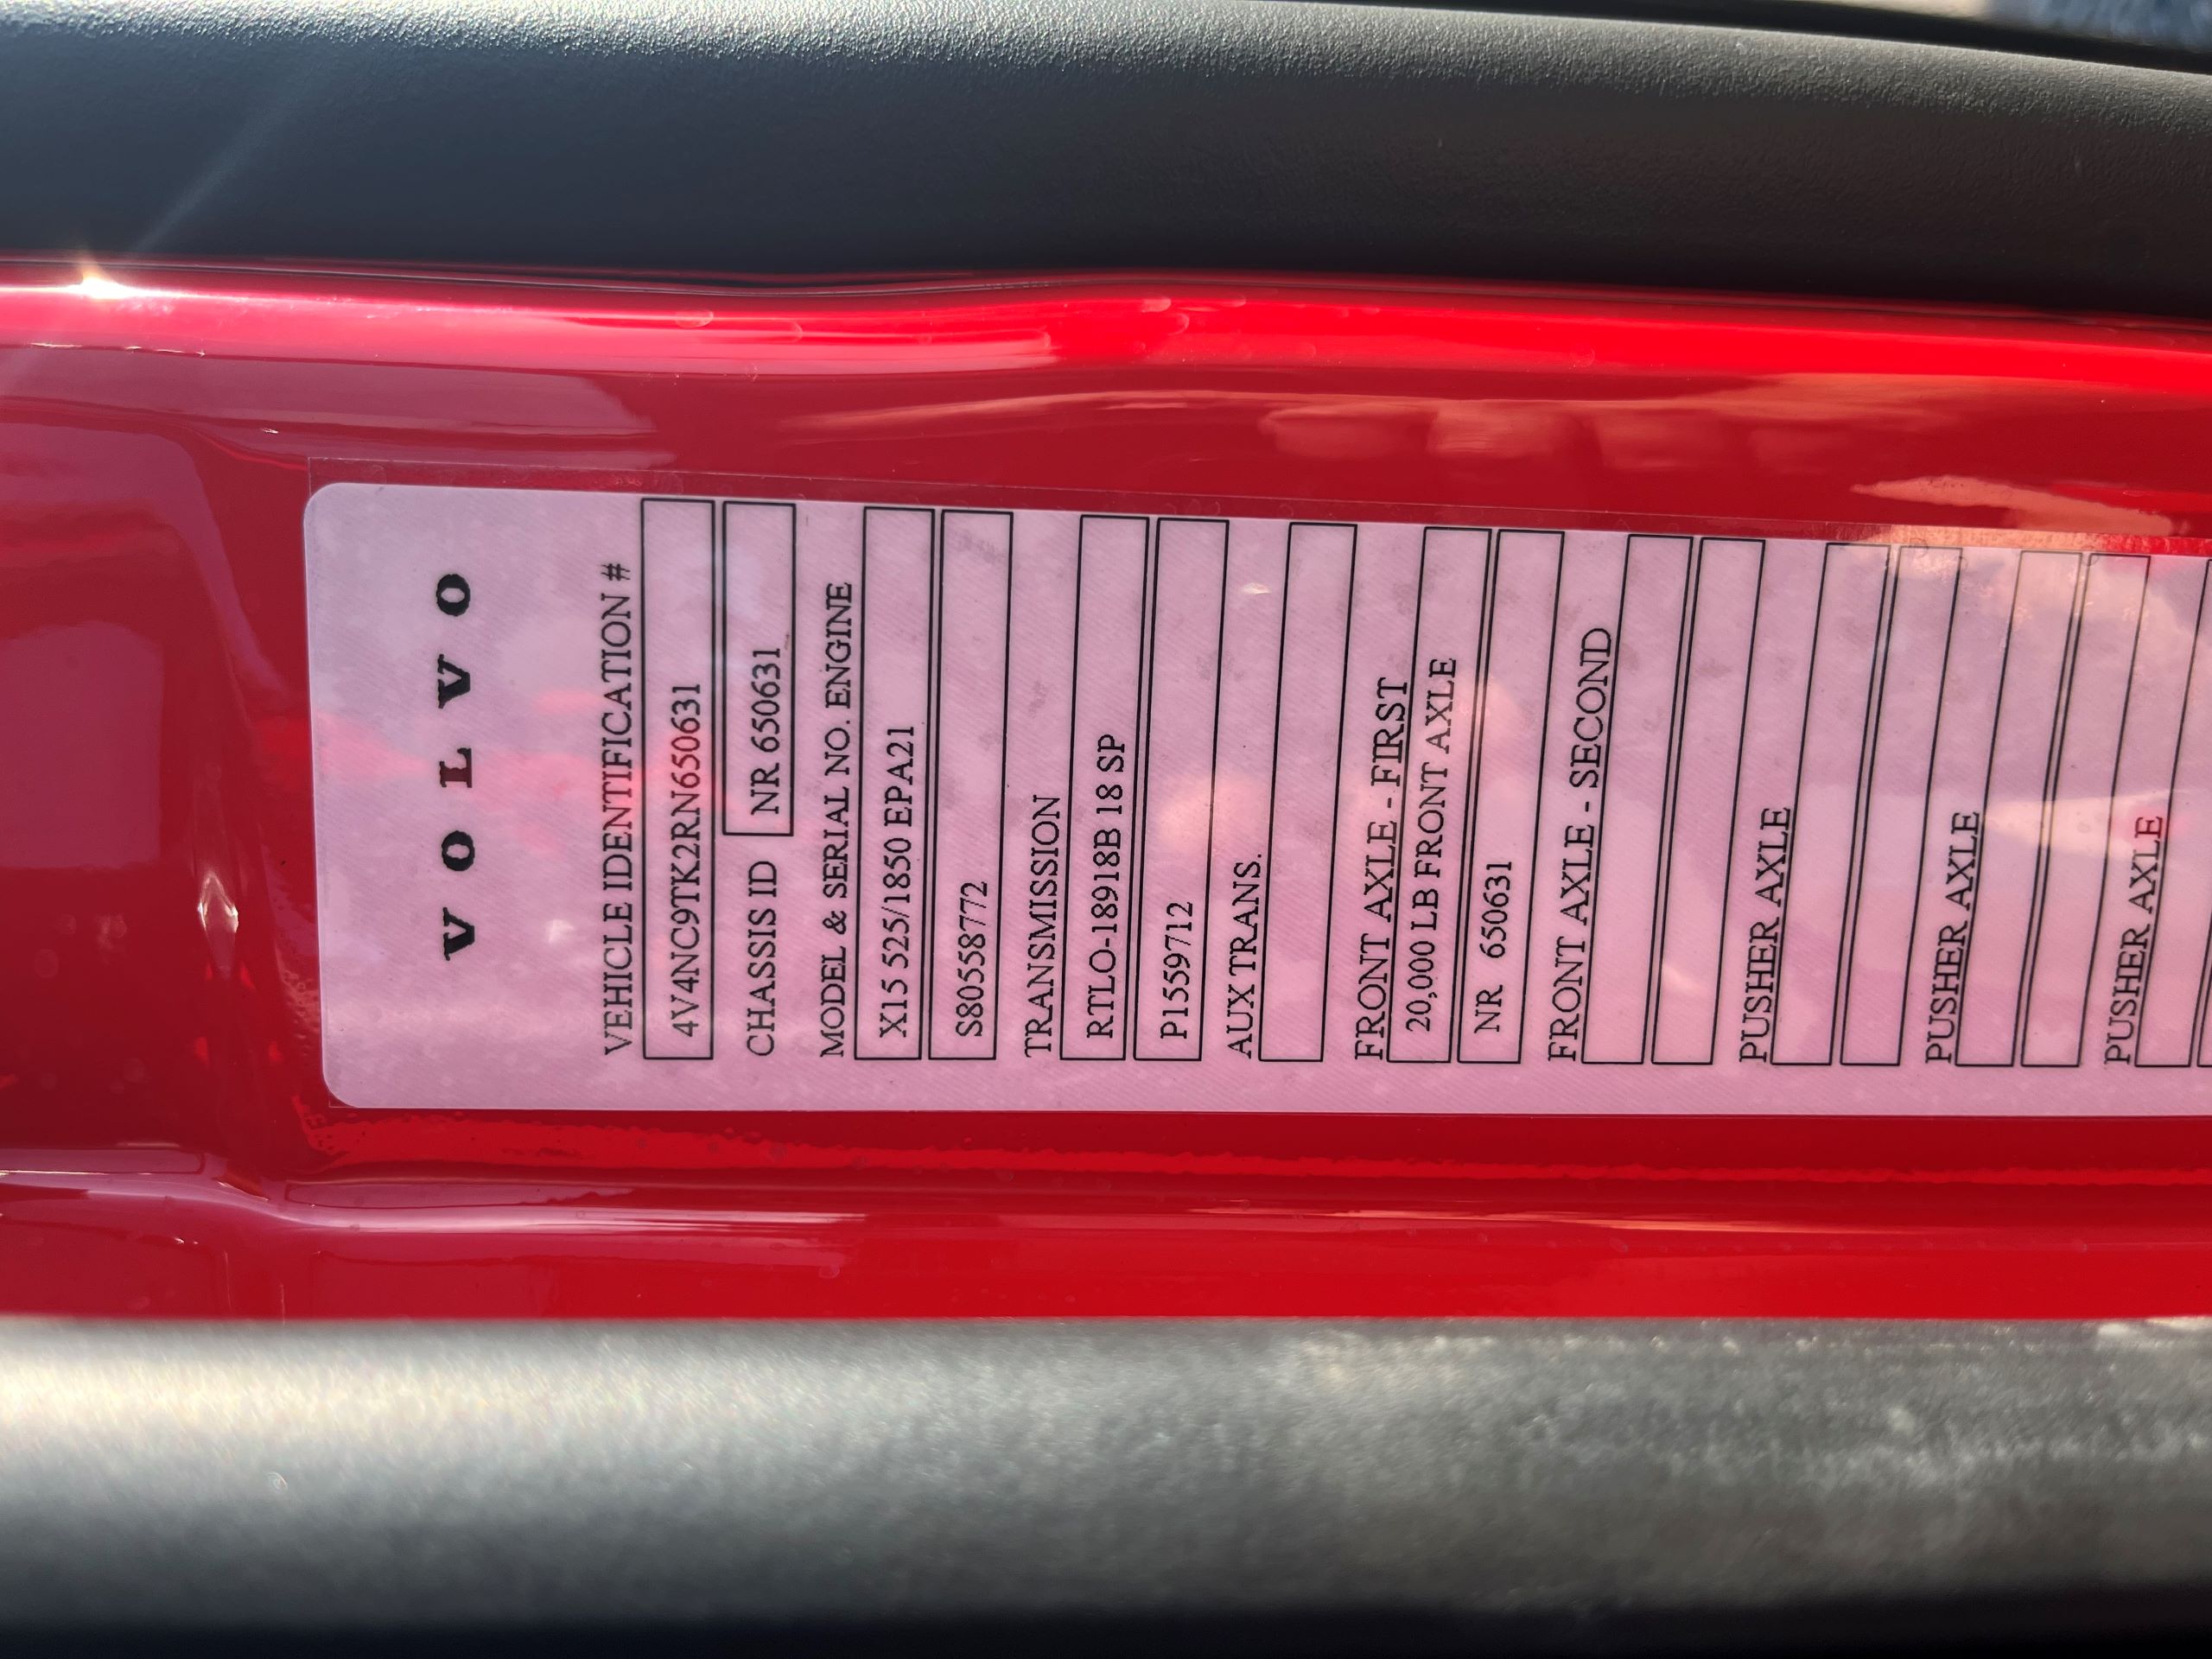 VOLVO
VEHICLE IDENTIFICATION #
4V4NC9TK2RN650631
CHASSIS ID NR 650631
MODEL & SERIAL NO. ENGINE
X15 525/1850 EPA21
S80558772
TRANSMISSION
RTLO-18918B 18 SP
P1559712
AUX TRANS.
FRONT AXLE - FIRST
20,000 LB FRONT AXLE
NR 650631
FRONT AXLE - SECOND
PUSHER AXLE
PUSHER AXLE
PUSHER AXLE